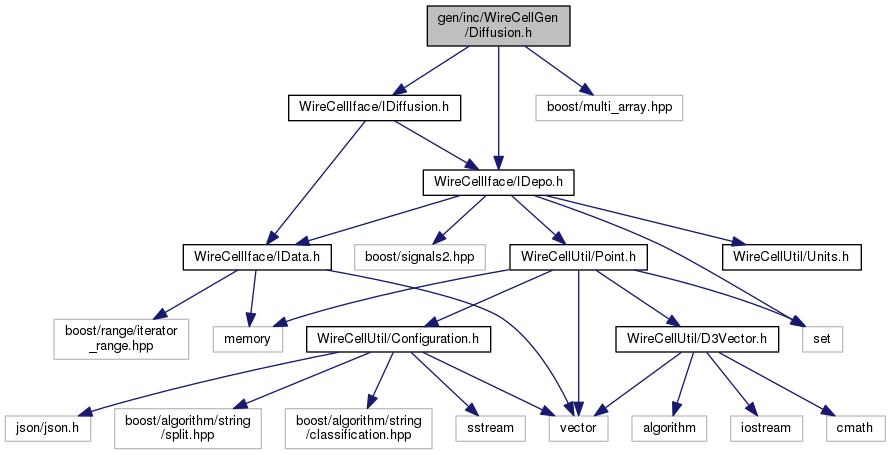 gen/inc/WireCellGen
/Diffusion.h
WireCellIface/IDiffusion.h
boost/multi_array.hpp
WireCellIface/IDepo.h
WireCellIface/IData.h
boost/signals2.hpp
WireCellUtil/Point.h
WireCellUtil/Units.h
boost/range/iterator
_range.hpp
memory
WireCellUtil/Configuration.h
WireCellUtil/D3Vector.h
set
json/json.h
boost/algorithm/string
/split.hpp
boost/algorithm/string
/classification.hpp
sstream
vector
algorithm
iostream
cmath